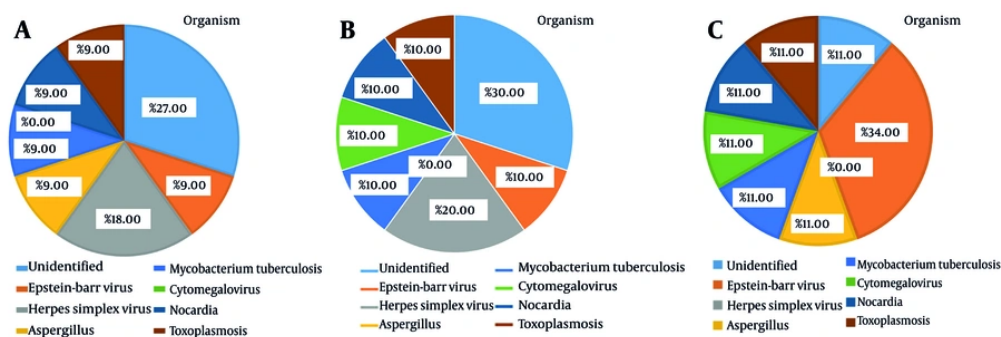 A
Organism
%9.00
%27.00
%9.00
%0.00
%9.00
%9.00
%9.00
%18.00
Unidentified
Epstein-barr virus
Herpes simplex virus
Aspergillus
Mycobacterium tuberculosis
Cytomegalovirus
Nocardia
Toxoplasmosis
B
Organism
%10.00
%30.00
%10.00
%10.00
%0.00
%10.00
%10.00
%20.00
Unidentified
Epstein-barr virus
Herpes simplex virus
Aspergillus
Mycobacterium tuberculosis
Cytomegalovirus
Nocardia
Toxoplasmosis
C
Organism
%11.00
%11.00
%11.00
%34.00
%11.00
%0.00
%11.00
%11.00
Unidentified
Epstein-barr virus
Herpes simplex virus
Aspergillus
Mycobacterium tuberculosis
Cytomegalovirus
Nocardia
Toxoplasmosis